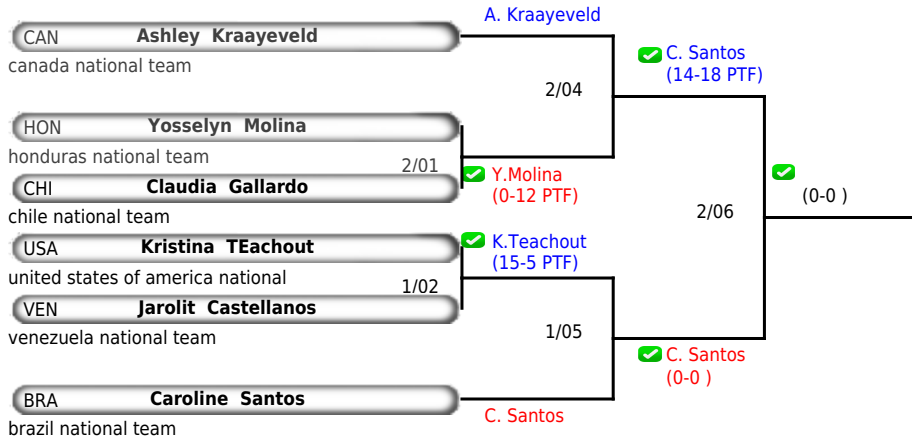 A. Kraayeveld
CAN Ashley Kraayeveld
canada national team
C. Santos
(14-18 PTF)
2/04
HON Yosselyn Molina
honduras national team
2/01
CHI Claudia Gallardo
chile national team
Y.Molina
(0-12 PTF)
(0-0 )
2/06
USA Kristina TEachout
united states of america national
K.Teachout
(15-5 PTF)
1/02
VEN Jarolit Castellanos
venezuela national team
1/05
C. Santos
(0-0 )
BRA Caroline Santos
brazil national team
C. Santos